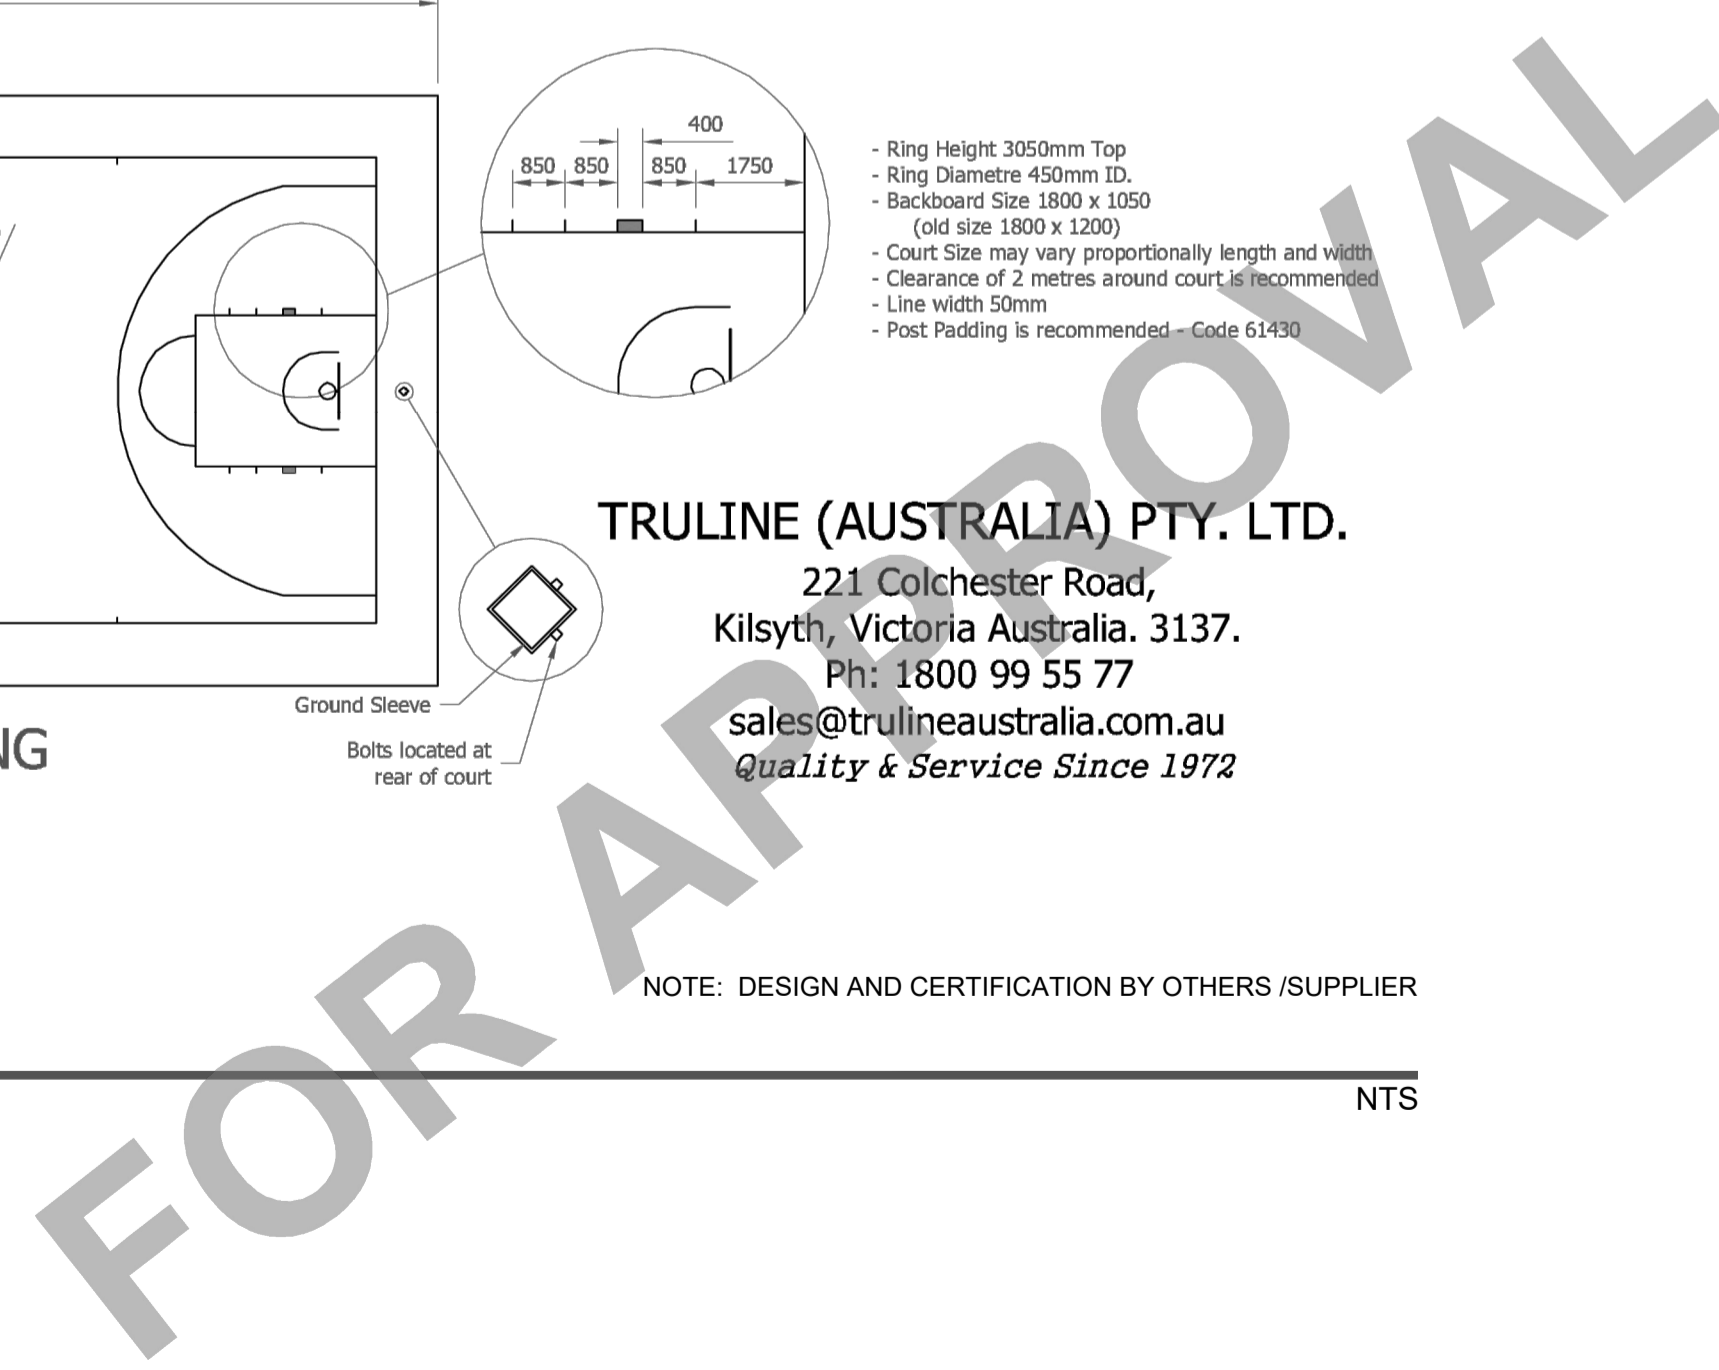 400
850 850 850 1750
- Ring Height 3050mm Top
- Ring Diametre 450mm ID.
- Backboard Size 1800 x 1050
(old size 1800 x 1200)
- Court Size may vary proportionally length and width
- Clearance of 2 metres around court is recommended
- Line width 50mm
- Post Padding is recommended - Code 61430
TRULINE (AUSTRALIA) PTY. LTD.
221 Colchester Road,
Kilsyth, Victoria Australia. 3137.
Ph: 1800 99 55 77
sales@trulineaustralia.com.au
Quality & Service Since 1972
Ground Sleeve
Bolts located at
rear of court
NOTE: DESIGN AND CERTIFICATION BY OTHERS /SUPPLIER
NTS
FOR APPROVAL